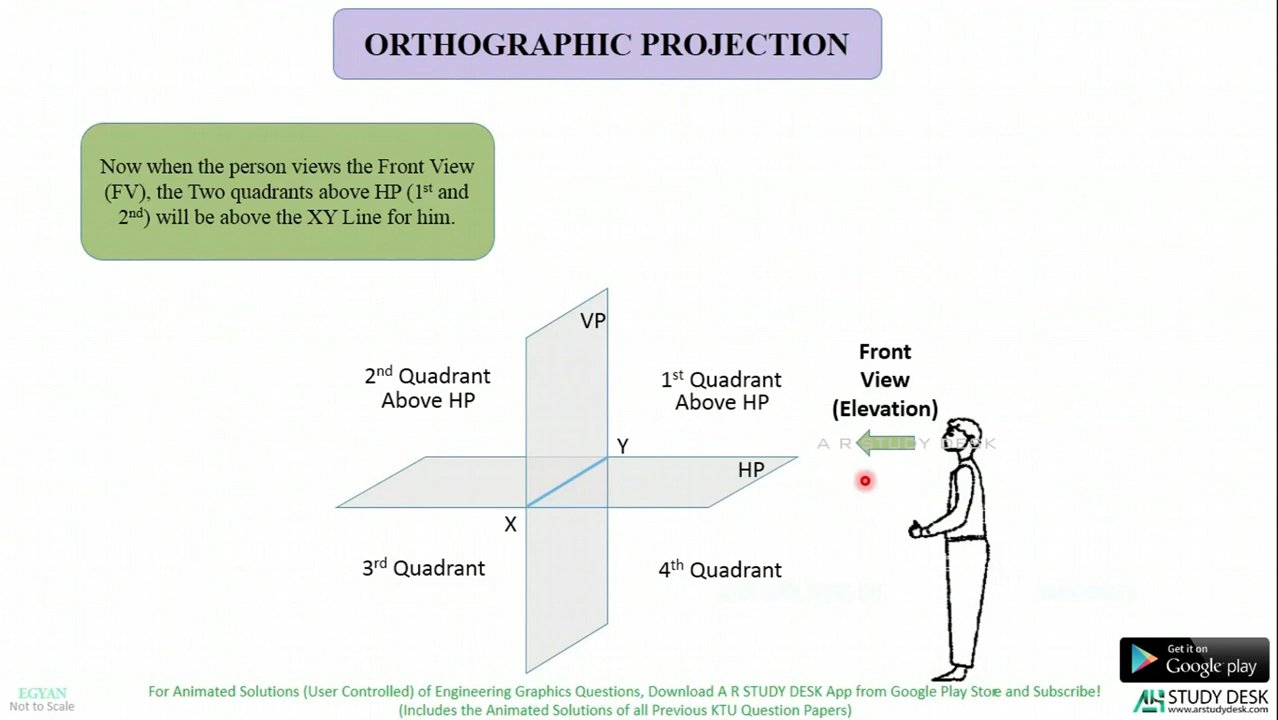 ORTHOGRAPHIC PROJECTION
Now when the person views the Front View
(FV), the Two quadrants above HP (1st and
2nd) will be above the XY Line for him.
VP
2nd Quadrant
Above HP
1st Quadrant
Above HP
Front
View
(Elevation)
A R STUDY DESK
Y
HP
X
3rd Quadrant
4th Quadrant
Get it on
Google play
EGYAN
Not to Scale
For Animated Solutions (User Controlled) of Engineering Graphics Questions, Download A R STUDY DESK App from Google Play Store and Subscribe!
(Includes the Animated Solutions of all Previous KTU Question Papers)
STUDY DESK
www.arstudydesk.com